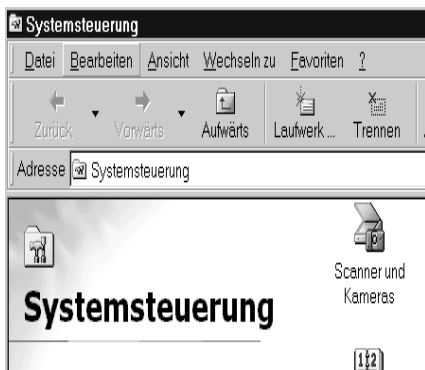 Systemsteuerung
Datei Bearbeiten Ansicht Wechseln zu Favoriten ?
Zurück Vorwärts Aufwärts Laufwerk ... Trennen
Adresse Systemsteuerung
Systemsteuerung
Scanner und
Kameras